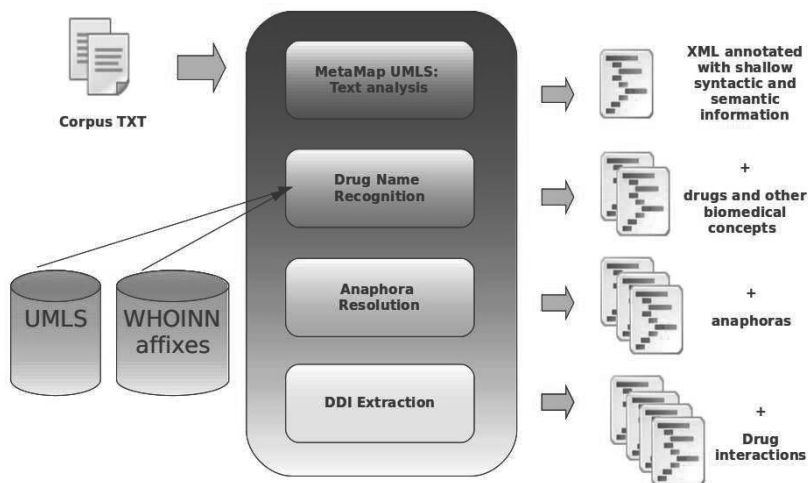 Corpus TXT
MetaMap UMLS:
Text analysis
XML annotated
with shallow
syntactic and
semantic
information
Drug Name
Recognition
+
drugs and other
biomedical
concepts
UMLS
WHOINN
affixes
Anaphora
Resolution
+
anaphoras
DDI Extraction
+
Drug
interactions